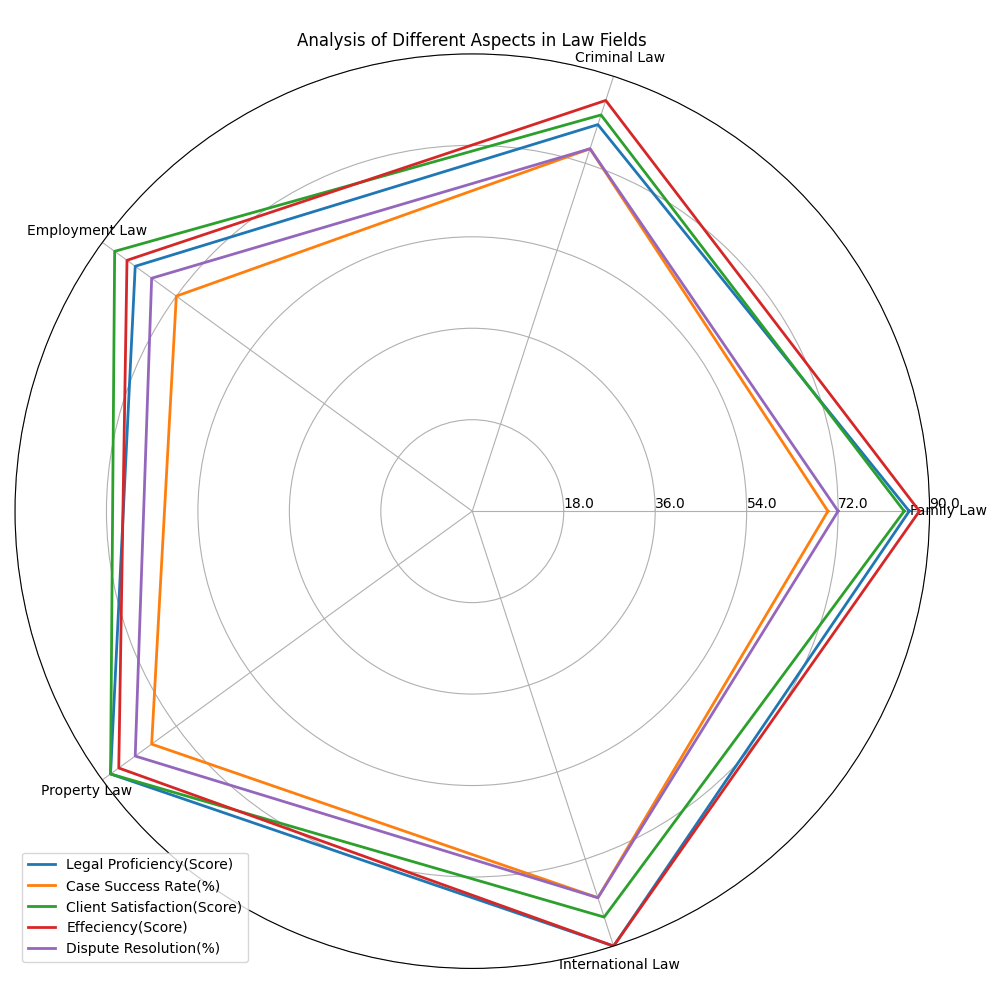 Analysis of Different Aspects in Law Fields
Criminal Law
Employment Law
18.0
36.0
54.0
72.0
90.0
Family Law
Property Law
International Law
Legal Proficiency(Score)
Case Success Rate(%)
Client Satisfaction(Score)
Effeciency(Score)
Dispute Resolution(%)